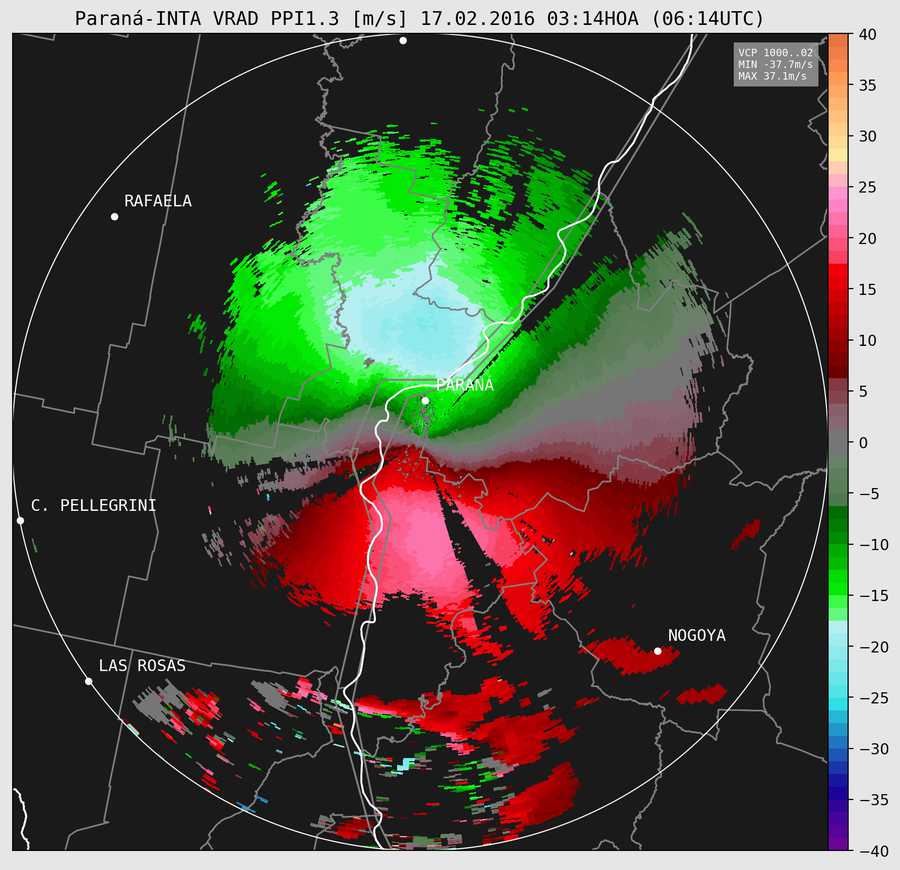 Paraná-INTA VRAD PPI1.3 [m/s] 17.02.2016 03:14HOA (06:14UTC)
VCP 1000..02
MIN -37.7m/s
MAX 37.1m/s
RAFAELA
PARANÁ
C. PELLEGRINI
NOGOYA
LAS ROSAS
40
35
30
25
20
15
10
5
0
−5
−10
−15
−20
−25
−30
−35
−40